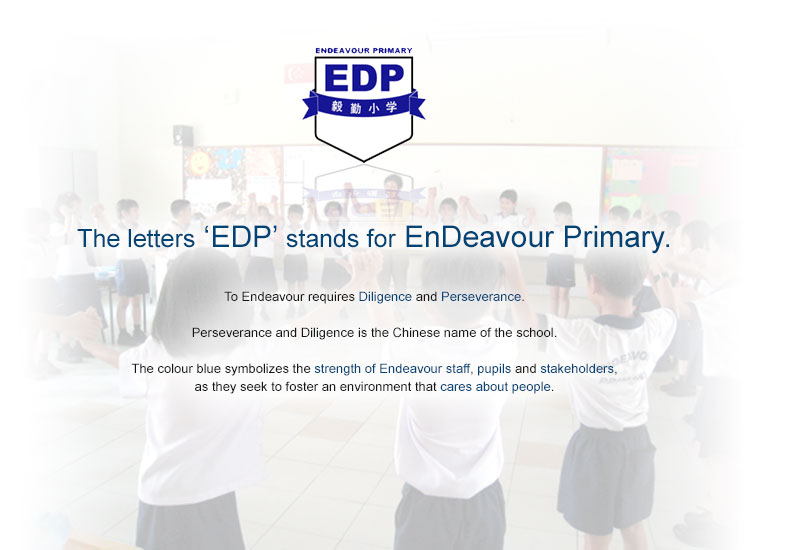 ENDEAVOUR PRIMARY
EDP
毅勤小学
The letters ‘EDP’ stands for EnDeavour Primary.
To Endeavour requires Diligence and Perseverance.
Perseverance and Diligence is the Chinese name of the school.
The colour blue symbolizes the strength of Endeavour staff, pupils and stakeholders,
as they seek to foster an environment that cares about people.